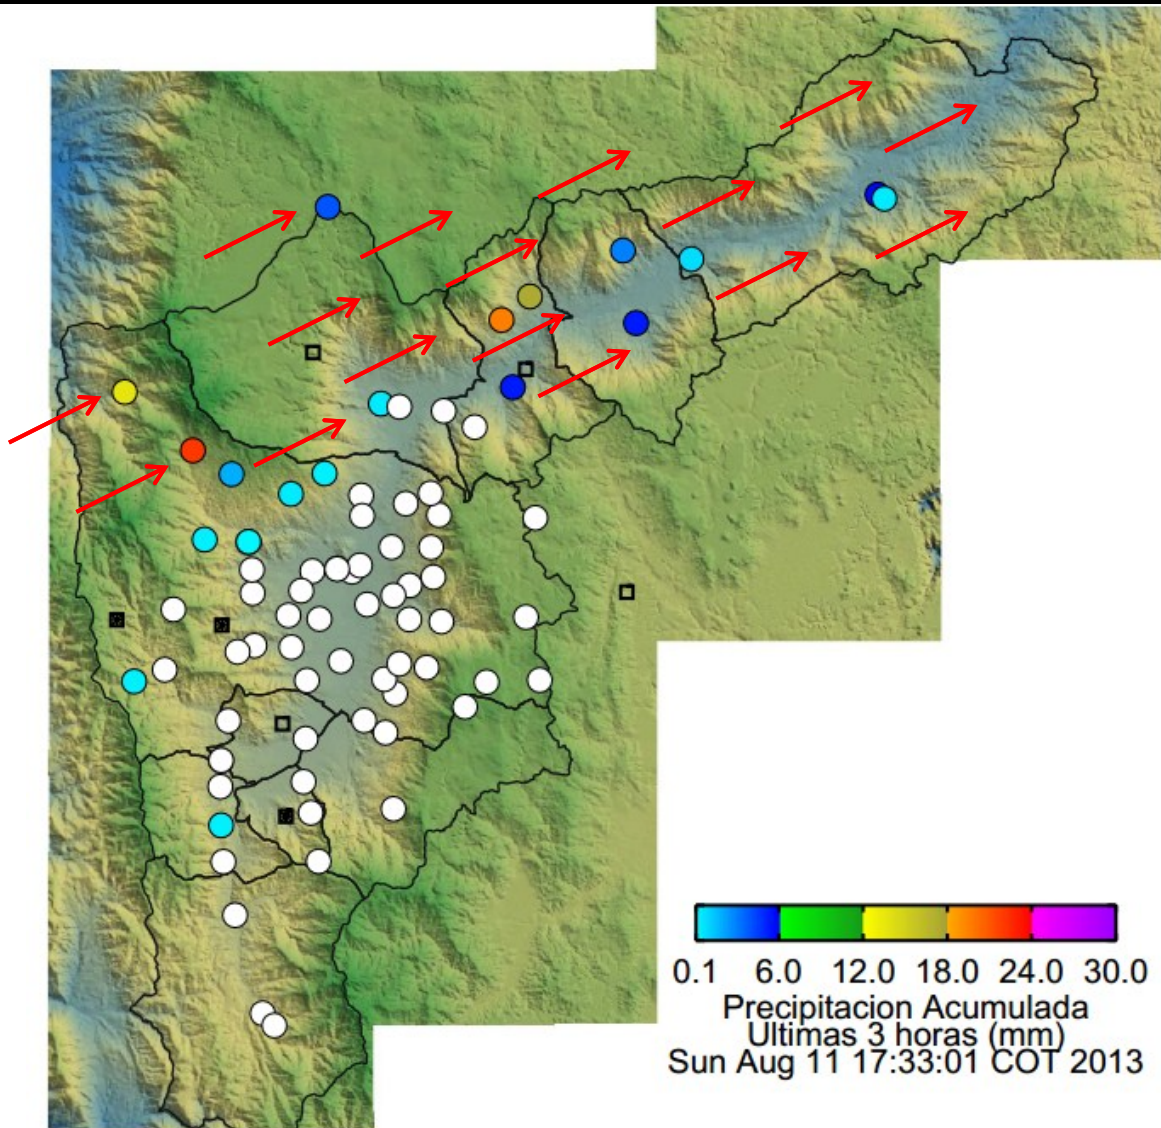 0.1 6.0 12.0 18.0 24.0 30.0
Precipitacion Acumulada
Ultimas 3 horas (mm)
Sun Aug 11 17:33:01 COT 2013